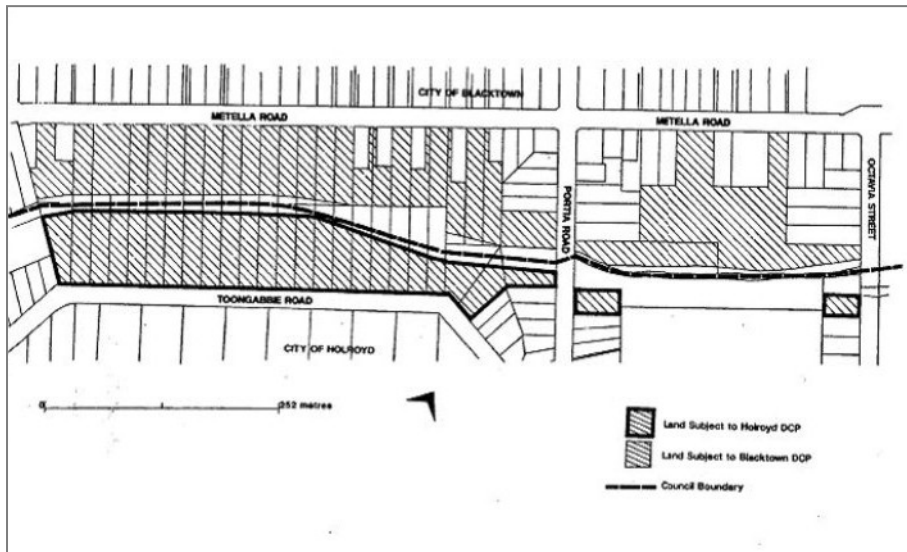 CITY OF BLACKTOWN
METELLA ROAD
METELLA ROAD
OCTAVIA STREET
PORTIA ROAD
TOONGABBIE ROAD
CITY OF HOLROYD
0 252 metres
Land Subject to Holroyd DCP
Land Subject to Blacktown DCP
Council Boundary